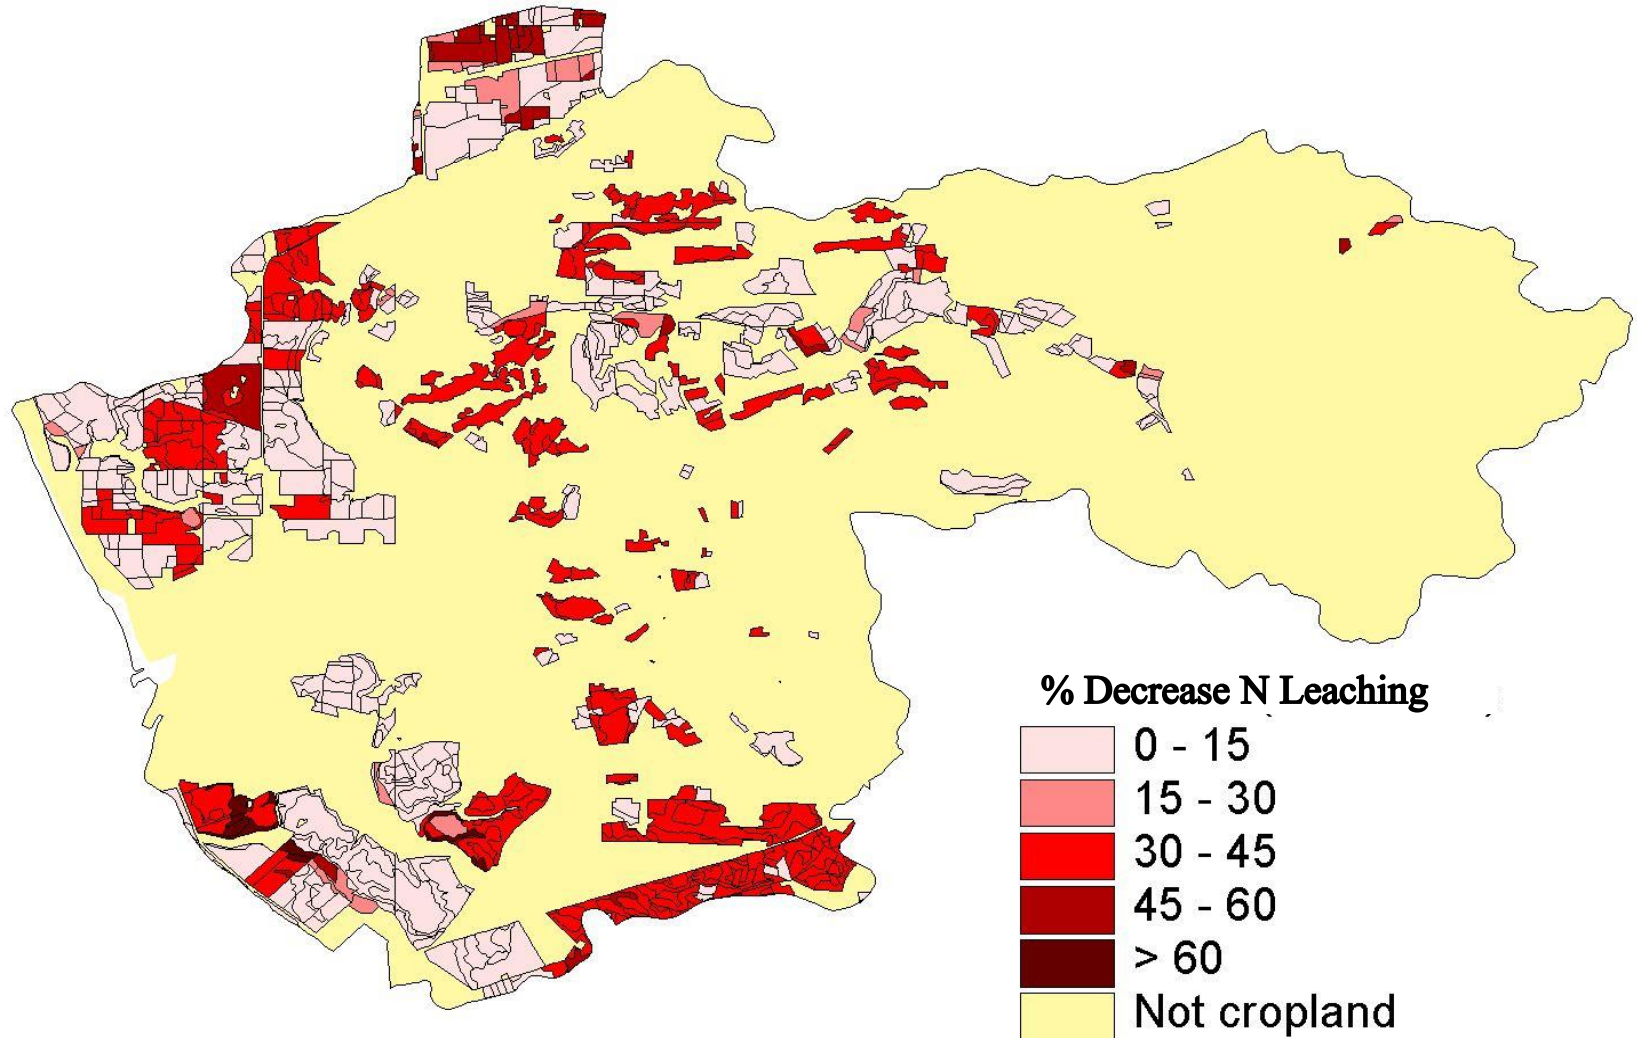 % Decrease N Leaching
0 - 15
15 - 30
30 - 45
45 - 60
> 60
Not cropland